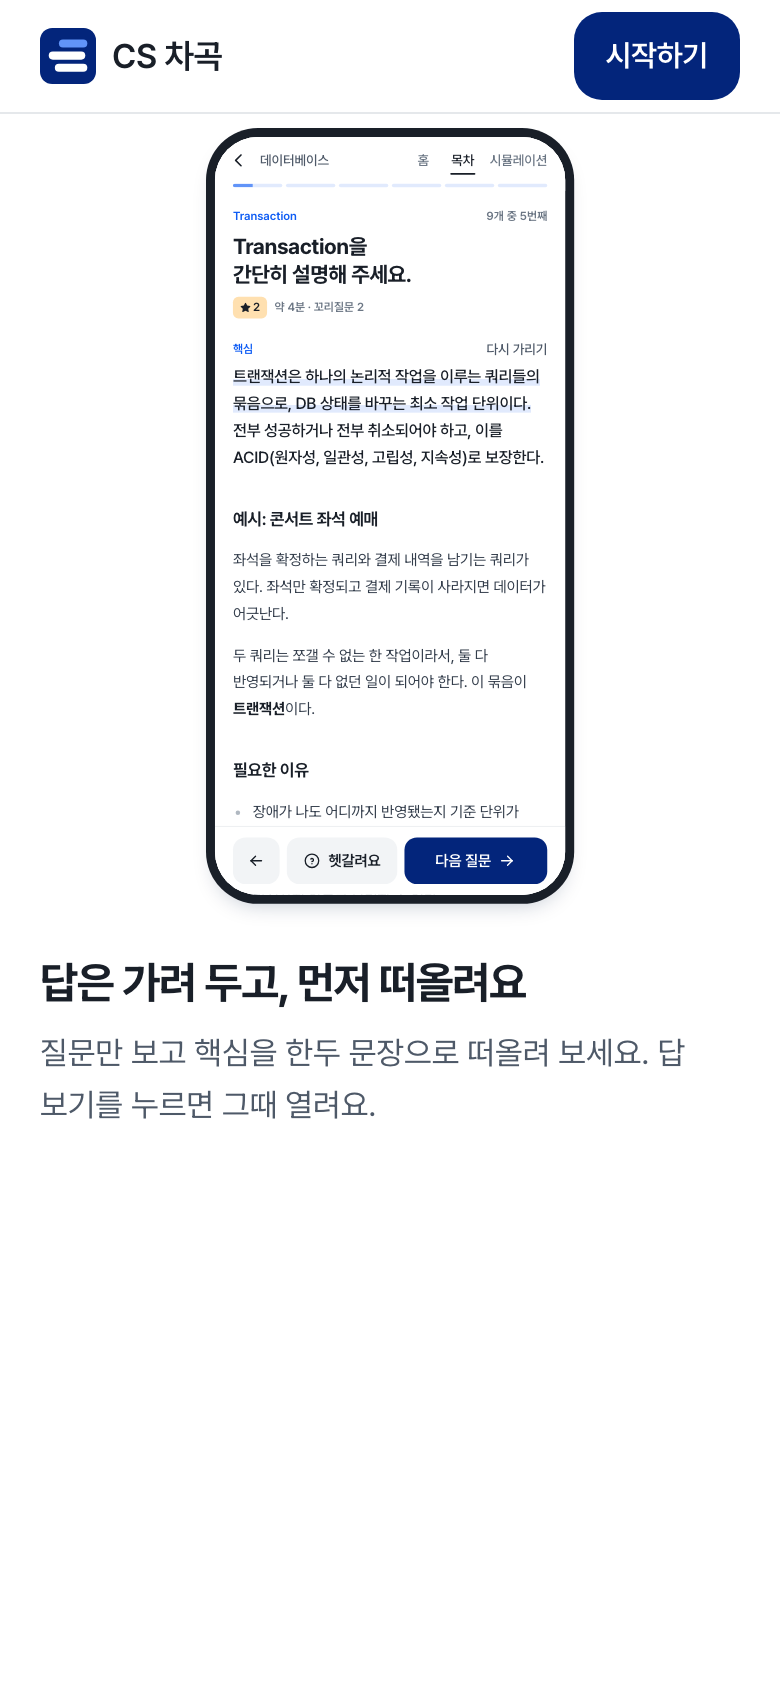 CS 차곡
시작하기
데이터베이스 홈 목차 시뮬레이션
Transaction 9개 중 5번째
Transaction을
간단히 설명해 주세요.
2 약 4분 · 꼬리질문 2
핵심 다시 가리기
트랜잭션은 하나의 논리적 작업을 이루는 쿼리들의
묶음으로, DB 상태를 바꾸는 최소 작업 단위이다.
전부 성공하거나 전부 취소되어야 하고, 이를
ACID(원자성, 일관성, 고립성, 지속성)로 보장한다.
예시: 콘서트 좌석 예매
좌석을 확정하는 쿼리와 결제 내역을 남기는 쿼리가
있다. 좌석만 확정되고 결제 기록이 사라지면 데이터가
어긋난다.
두 쿼리는 쪼갤 수 없는 한 작업이라서, 둘 다
반영되거나 둘 다 없던 일이 되어야 한다. 이 묶음이
트랜잭션이다.
필요한 이유
• 장애가 나도 어디까지 반영됐는지 기준 단위가
← 헷갈려요 다음 질문 →
답은 가려 두고, 먼저 떠올려요
질문만 보고 핵심을 한두 문장으로 떠올려 보세요. 답
보기를 누르면 그때 열려요.